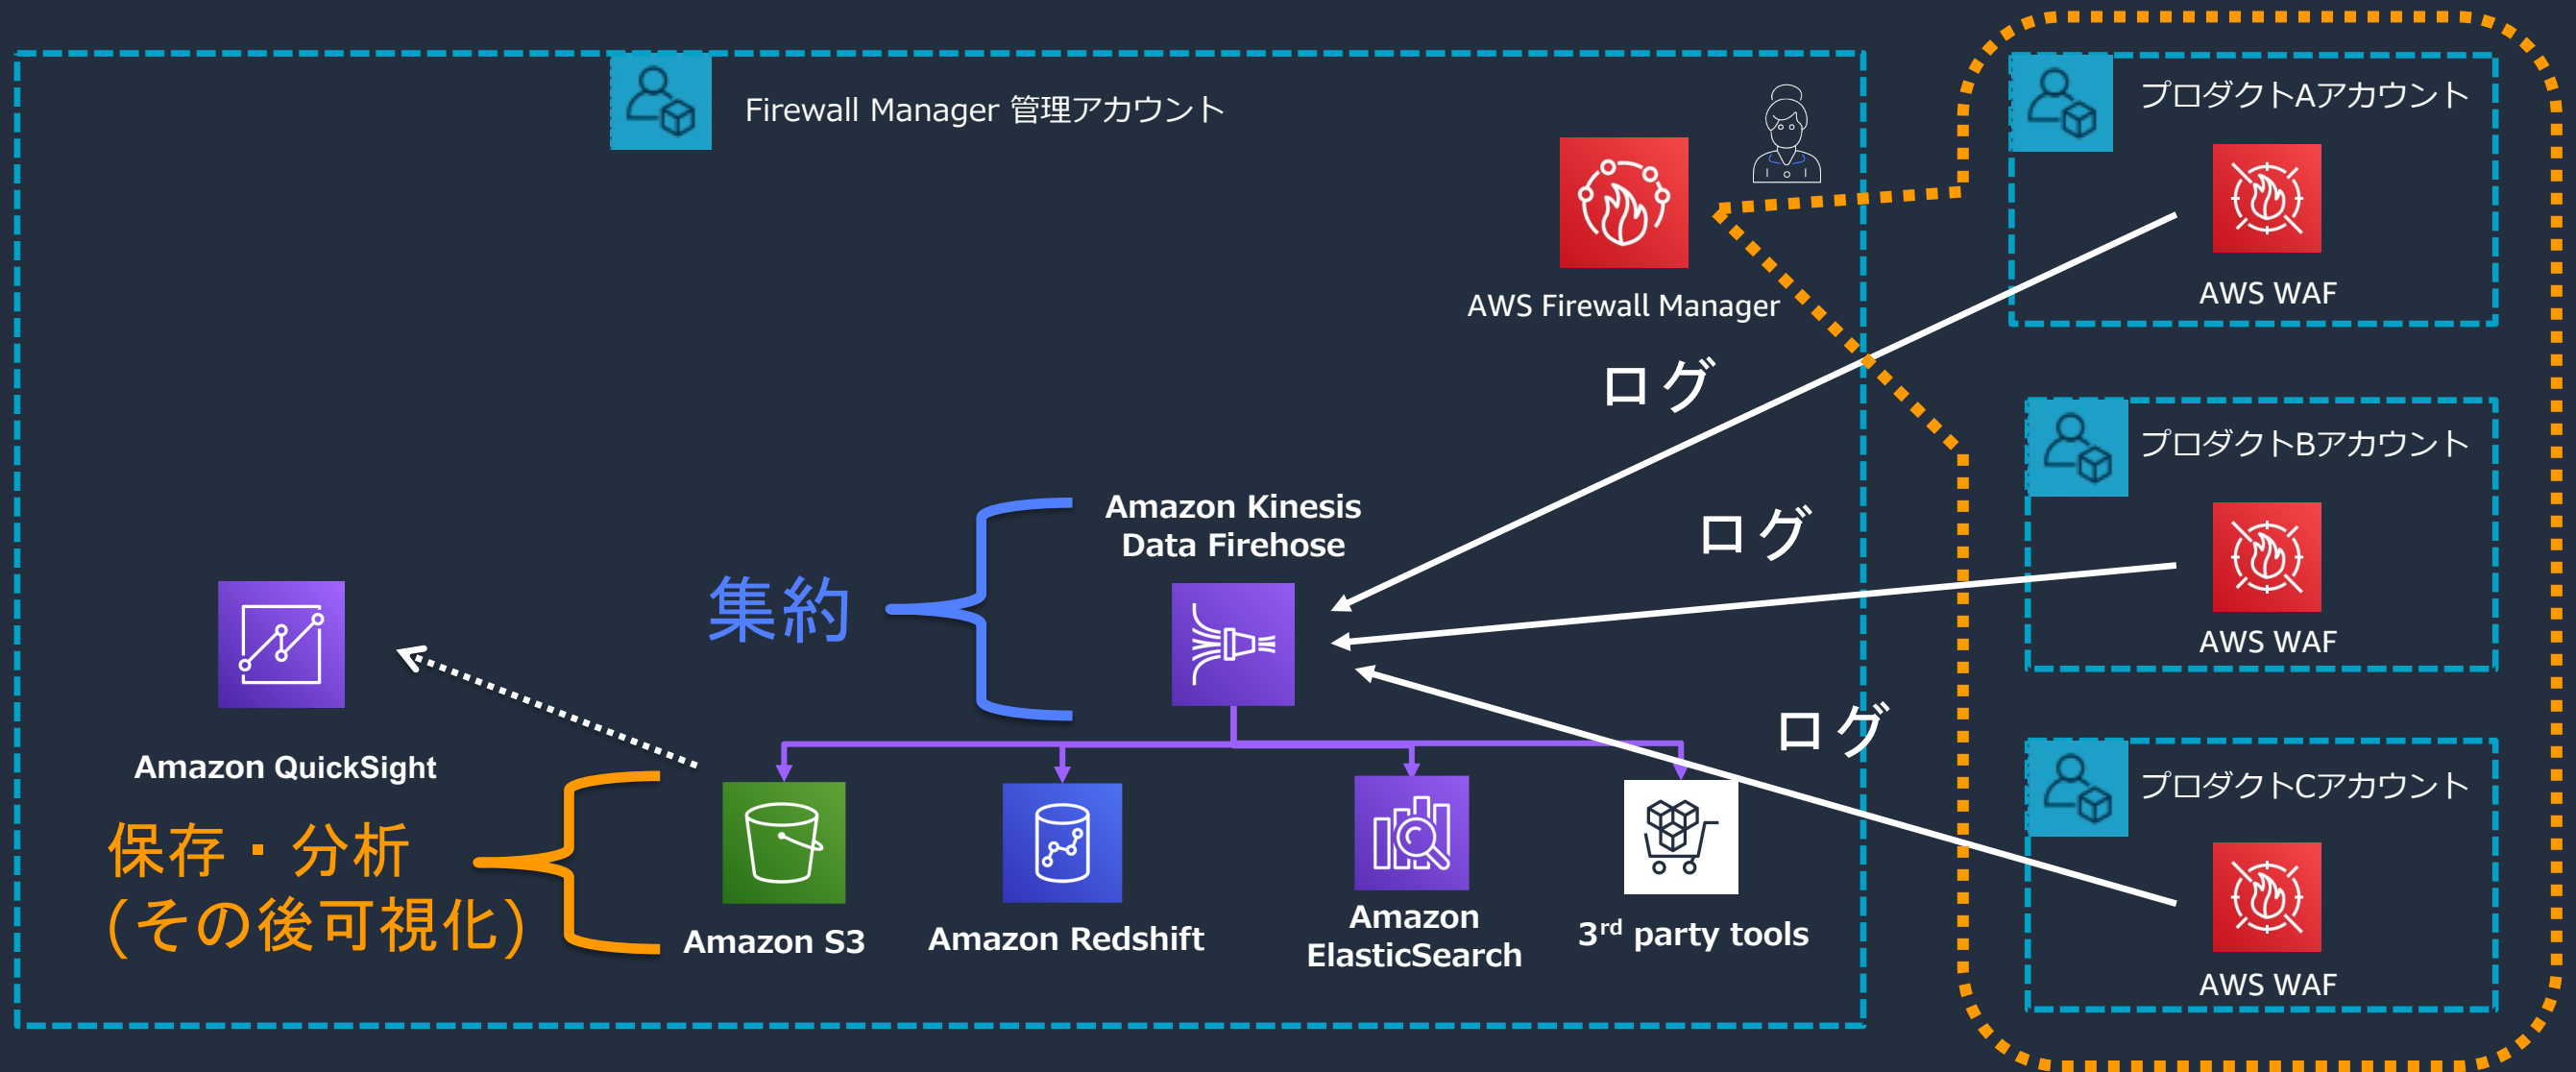 Firewall Manager 管理アカウント
AWS Firewall Manager
プロダクトAアカウント
AWS WAF
ログ
プロダクトBアカウント
AWS WAF
ログ
Amazon Kinesis
Data Firehose
集約
ログ
プロダクトCアカウント
AWS WAF
Amazon QuickSight
保存・分析
(その後可視化)
Amazon S3
Amazon Redshift
Amazon
ElasticSearch
3rd party tools